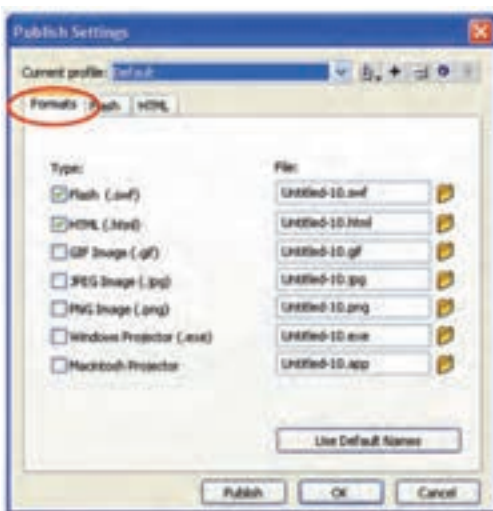 Publish Settings
Current profile: Default
Formats Flash HTML
Type: File:
Flash (.swf) Untitled-10.swf
HTML (.html) Untitled-10.html
GIF Image (.gif) Untitled-10.gif
JPEG Image (.jpg) Untitled-10.jpg
PNG Image (.png) Untitled-10.png
Windows Projector (.exe) Untitled-10.exe
Macintosh Projector Untitled-10.app
Use Default Names
Publish OK Cancel